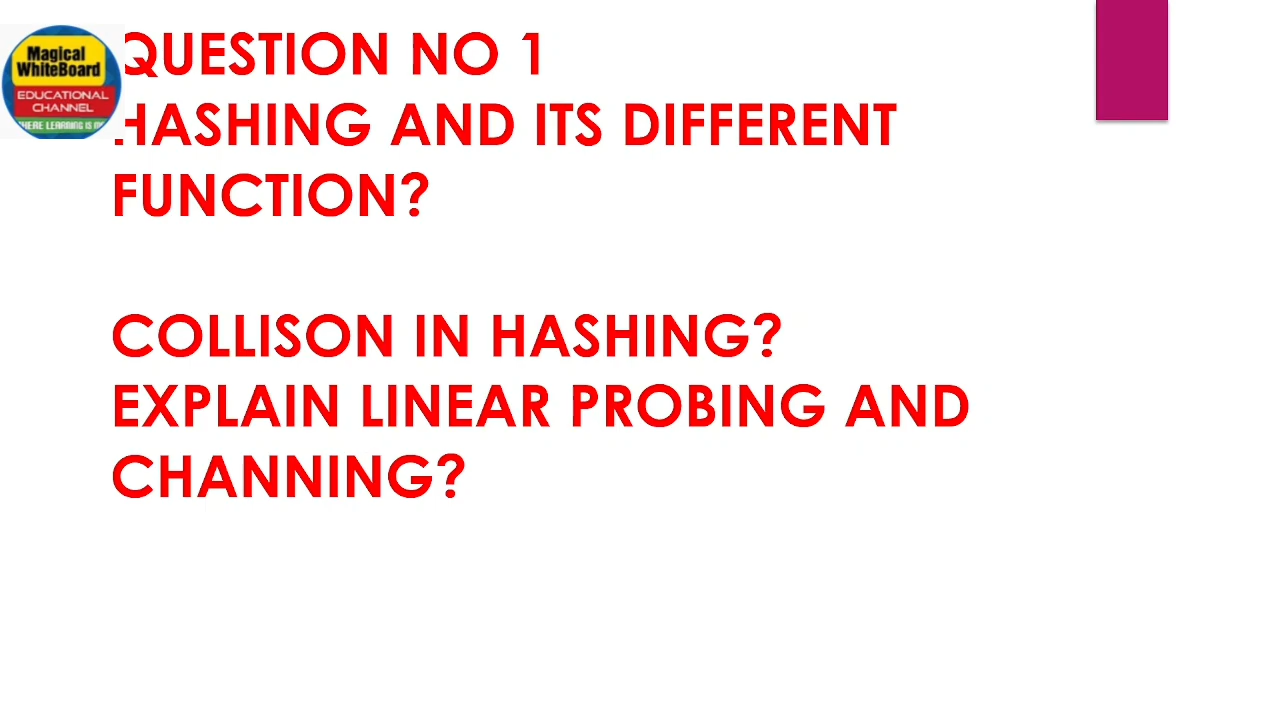 Magical
WhiteBoard
EDUCATIONAL
CHANNEL
QUESTION NO 1
HASHING AND ITS DIFFERENT
FUNCTION?
COLLISON IN HASHING?
EXPLAIN LINEAR PROBING AND
CHANNING?